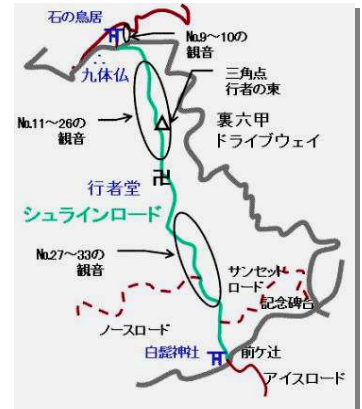 石の鳥居
No.9～10の
観音
九体仏
三角点
行者の東
No.11～26の
観音
裏六甲
ドライブウェイ
行者堂
シュラインロード
No.27～33の
観音
サンセット
ロード
記念碑台
ノースロード
白髭神社
前ケ辻
アイスロード